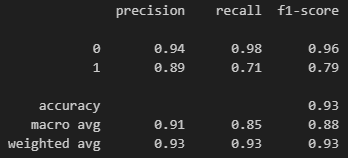 precision recall f1-score
0 0.94 0.98 0.96
1 0.89 0.71 0.79
accuracy 0.93
macro avg 0.91 0.85 0.88
weighted avg 0.93 0.93 0.93